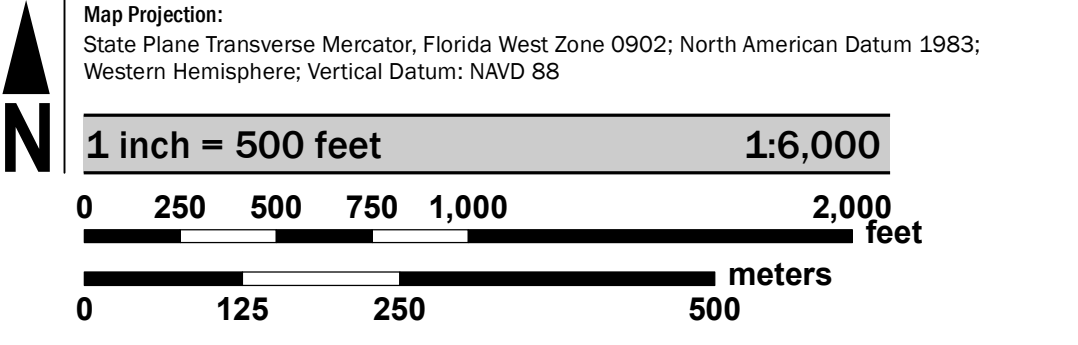 Map Projection:
State Plane Transverse Mercator, Florida West Zone 0902; North American Datum 1983;
Western Hemisphere; Vertical Datum: NAVD 88
N
1 inch = 500 feet 1:6,000
0 250 500 750 1,000 2,000
feet
meters
0 125 250 500